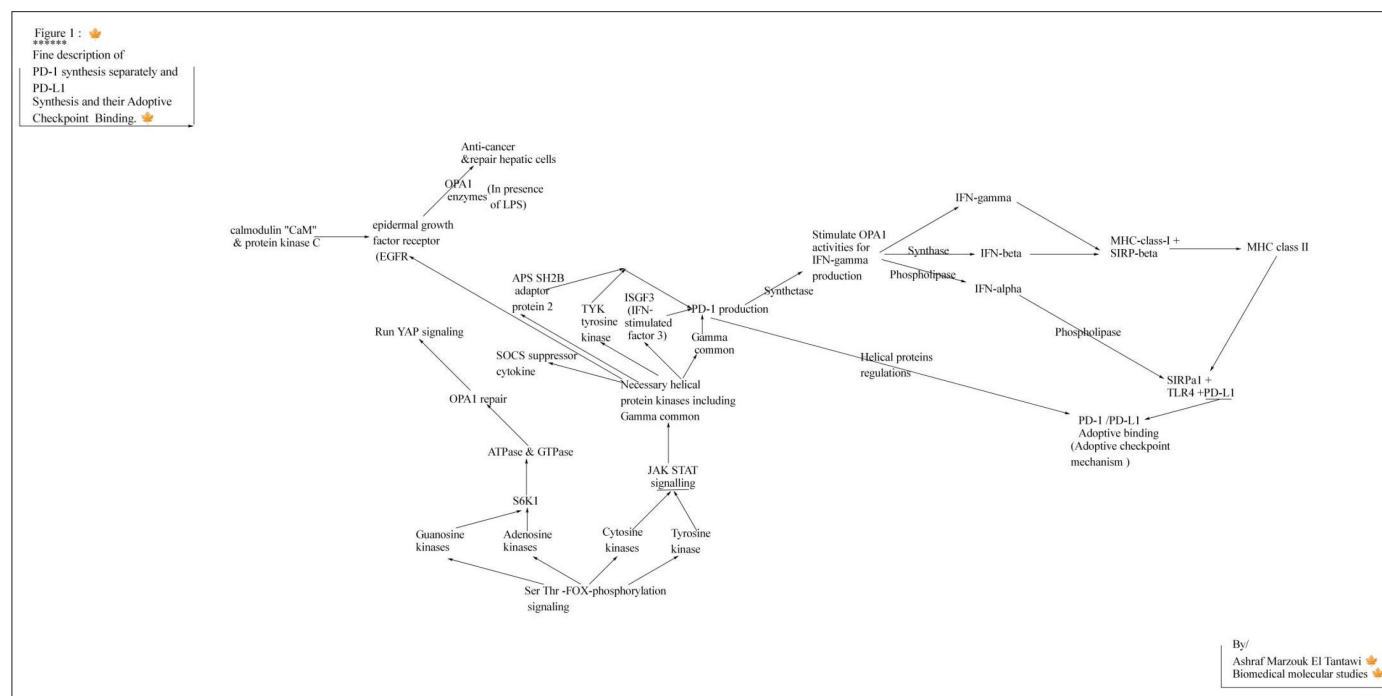 Figure 1 : 🍁
******
Fine description of
PD-1 synthesis separately and
PD-L1
Synthesis and their Adoptive
Checkpoint Binding. 🍁
Anti-cancer
&repair hepatic cells
OPA1
enzymes
(In presence
of LPS)
calmodulin "CaM"
& protein kinase C
epidermal growth
factor receptor
(EGFR
APS SH2B
adaptor
protein 2
TYK
tyrosine
kinase
ISGF3
(IFN-
stimulated
factor 3)
PD-1 production
Gamma
common
Synthetase
Stimulate OPA1
activities for
IFN-gamma
production
IFN-gamma
Synthase
IFN-beta
Phospholipase
IFN-alpha
MHC-class-I +
SIRP-beta
MHC class II
Phospholipase
Run YAP signaling
SOCS suppressor
cytokine
Necessary helical
protein kinases including
Gamma common
Helical proteins
regulations
SIRPa1 +
TLR4 +PD-L1
OPA1 repair
PD-1 /PD-L1
Adoptive binding
(Adoptive checkpoint
mechanism )
ATPase & GTPase
JAK STAT
signalling
S6K1
Guanosine
kinases
Adenosine
kinases
Cytosine
kinases
Tyrosine
kinase
Ser Thr -FOX-phosphorylation
signaling
By/
Ashraf Marzouk El Tantawi 🍁
Biomedical molecular studies 🍁